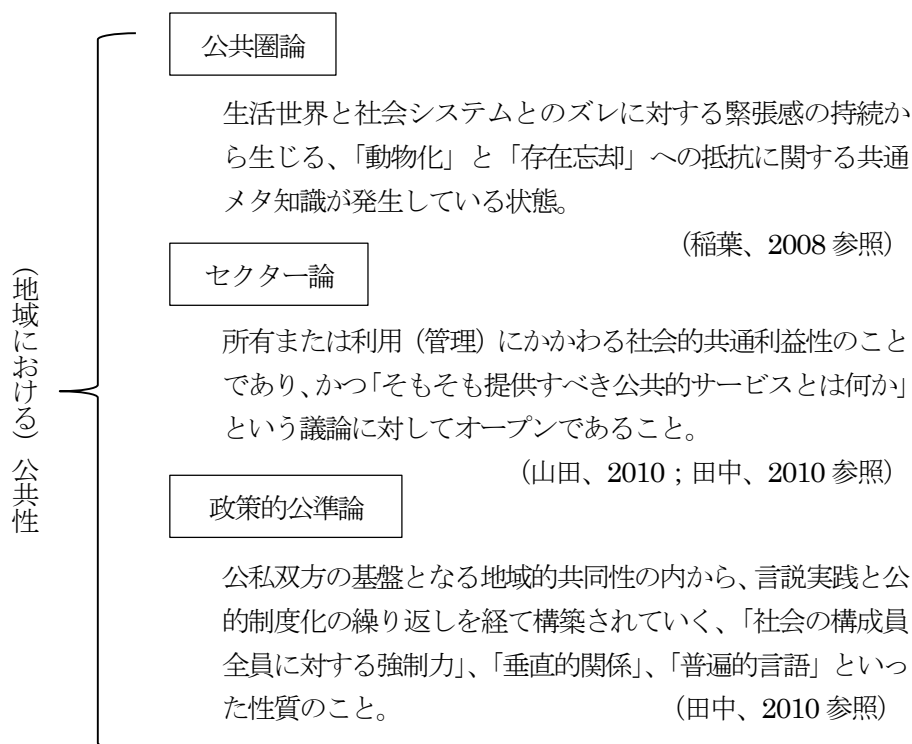 （地域における）公共性
公共圏論
生活世界と社会システムとのズレに対する緊張感の持続か
ら生じる、「動物化」と「存在忘却」への抵抗に関する共通
メタ知識が発生している状態。
（稲葉、2008 参照）
セクター論
所有または利用（管理）にかかわる社会的共通利益性のこと
であり、かつ「そもそも提供すべき公共的サービスとは何か」
という議論に対してオープンであること。
（山田、2010；田中、2010 参照）
政策的公準論
公私双方の基盤となる地域的共同性の内から、言説実践と公
的制度化の繰り返しを経て構築されていく、「社会の構成員
全員に対する強制力」、「垂直的関係」、「普遍的言語」といっ
た性質のこと。（田中、2010 参照）